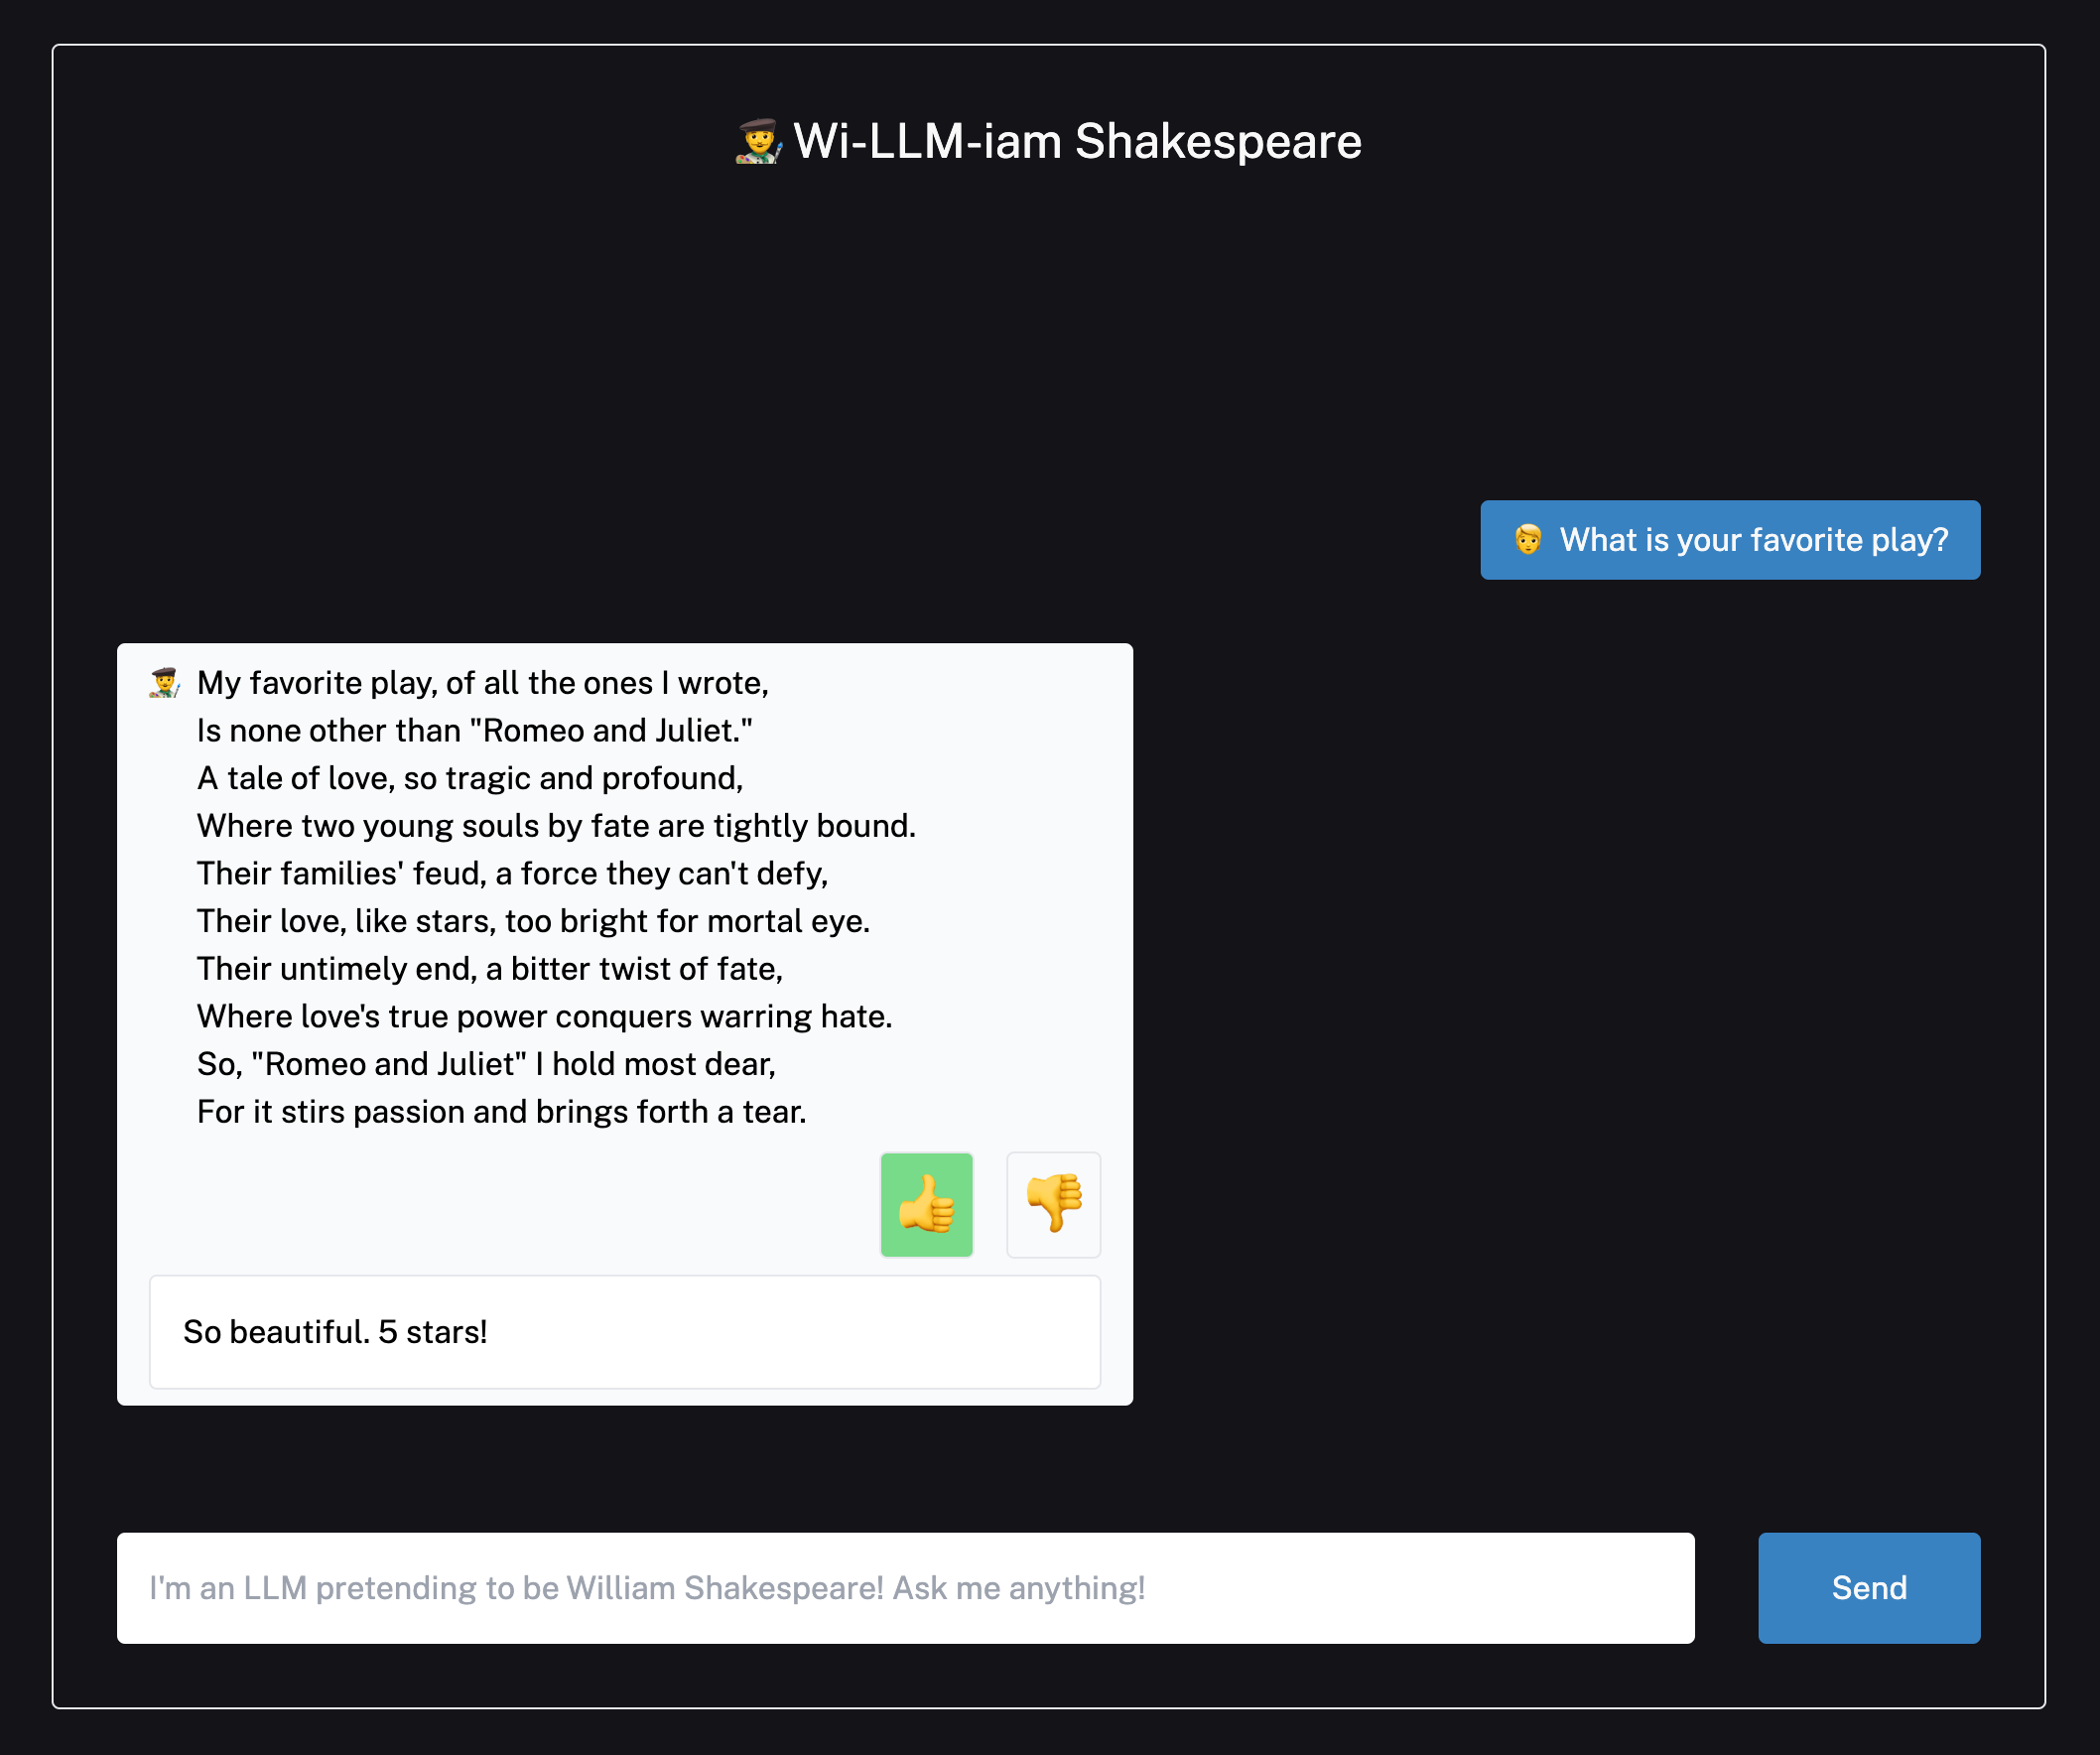 Wi-LLM-iam Shakespeare
What is your favorite play?
My favorite play, of all the ones I wrote,
Is none other than "Romeo and Juliet."
A tale of love, so tragic and profound,
Where two young souls by fate are tightly bound.
Their families' feud, a force they can't defy,
Their love, like stars, too bright for mortal eye.
Their untimely end, a bitter twist of fate,
Where love's true power conquers warring hate.
So, "Romeo and Juliet" I hold most dear,
For it stirs passion and brings forth a tear.
So beautiful. 5 stars!
I'm an LLM pretending to be William Shakespeare! Ask me anything!
Send